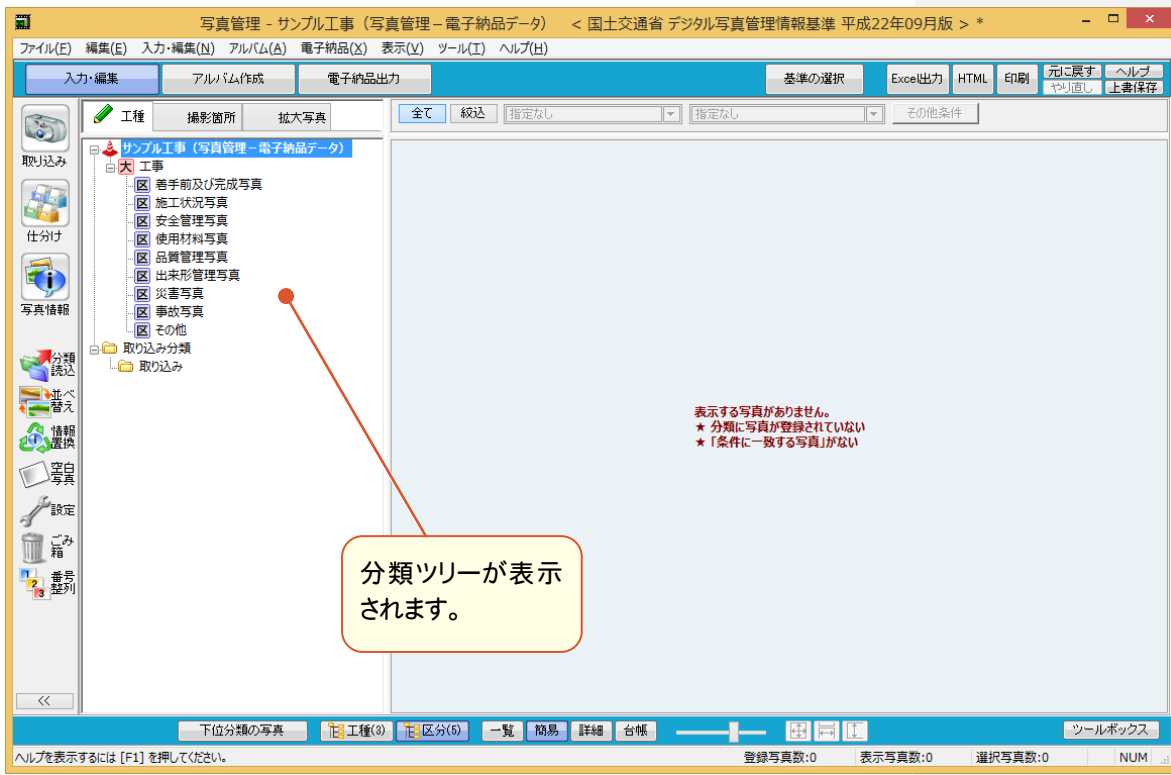 写真管理 - サンプル工事（写真管理－電子納品データ） < 国土交通省 デジタル写真管理情報基準 平成22年09月版 > *
ファイル(F) 編集(E) 入力・編集(N) アルバム(A) 電子納品(X) 表示(V) ツール(T) ヘルプ(H)
入力・編集 アルバム作成 電子納品出力 基準の選択 Excel出力 HTML 印刷 元に戻す ヘルプ
やり直し 上書保存
工種 撮影箇所 拡大写真 全て 絞込 指定なし 指定なし その他条件
取り込み
仕分け
写真情報
分類
読込
並べ
替え
情報
置換
空白
写真
設定
ごみ
箱
番号
整列
<<
サンプル工事（写真管理－電子納品データ）
大 工事
区 着手前及び完成写真
区 施工状況写真
区 安全管理写真
区 使用材料写真
区 品質管理写真
区 出来形管理写真
区 災害写真
区 事故写真
区 その他
取り込み分類
取り込み
表示する写真がありません。
★ 分類に写真が登録されていない
★ 「条件に一致する写真」がない
分類ツリーが表示
されます。
下位分類の写真 工種(3) 区分(5) 一覧 簡易 詳細 台帳 ツールボックス
ヘルプを表示するには [F1] を押してください。 登録写真数:0 表示写真数:0 選択写真数:0 NUM